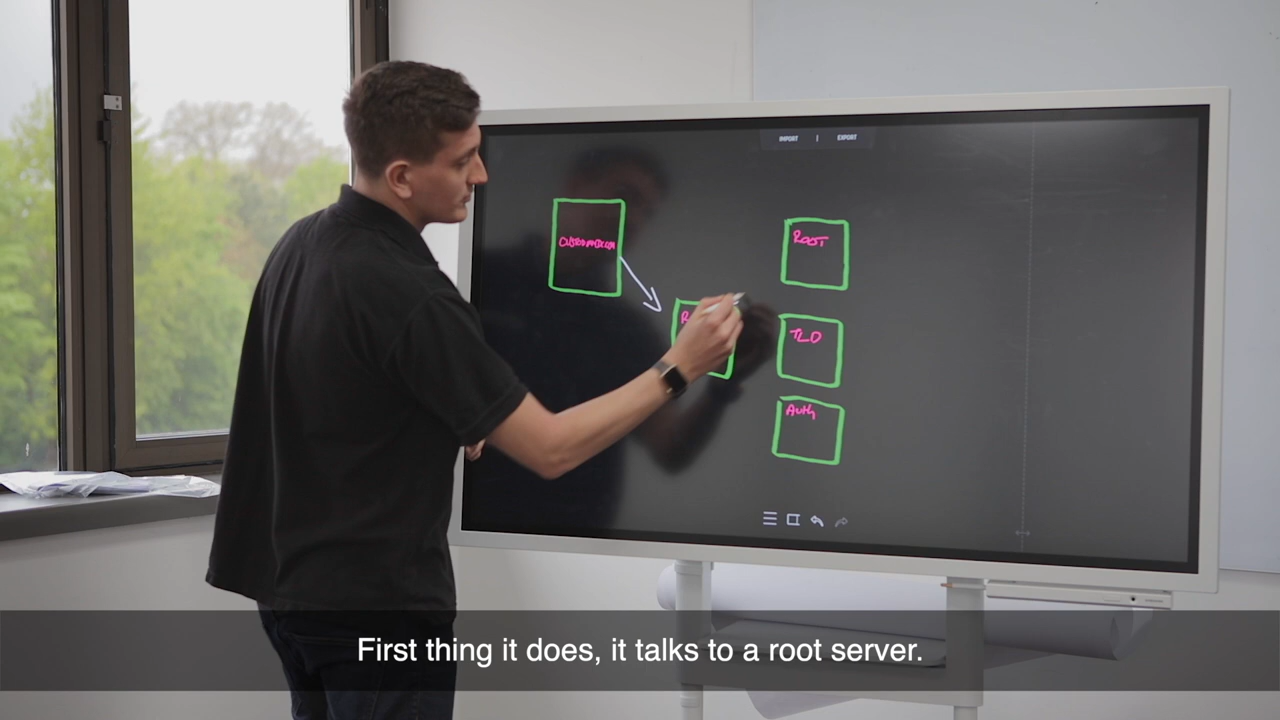 IMPORT | EXPORT
ROOT
TLD
Auth
First thing it does, it talks to a root server.